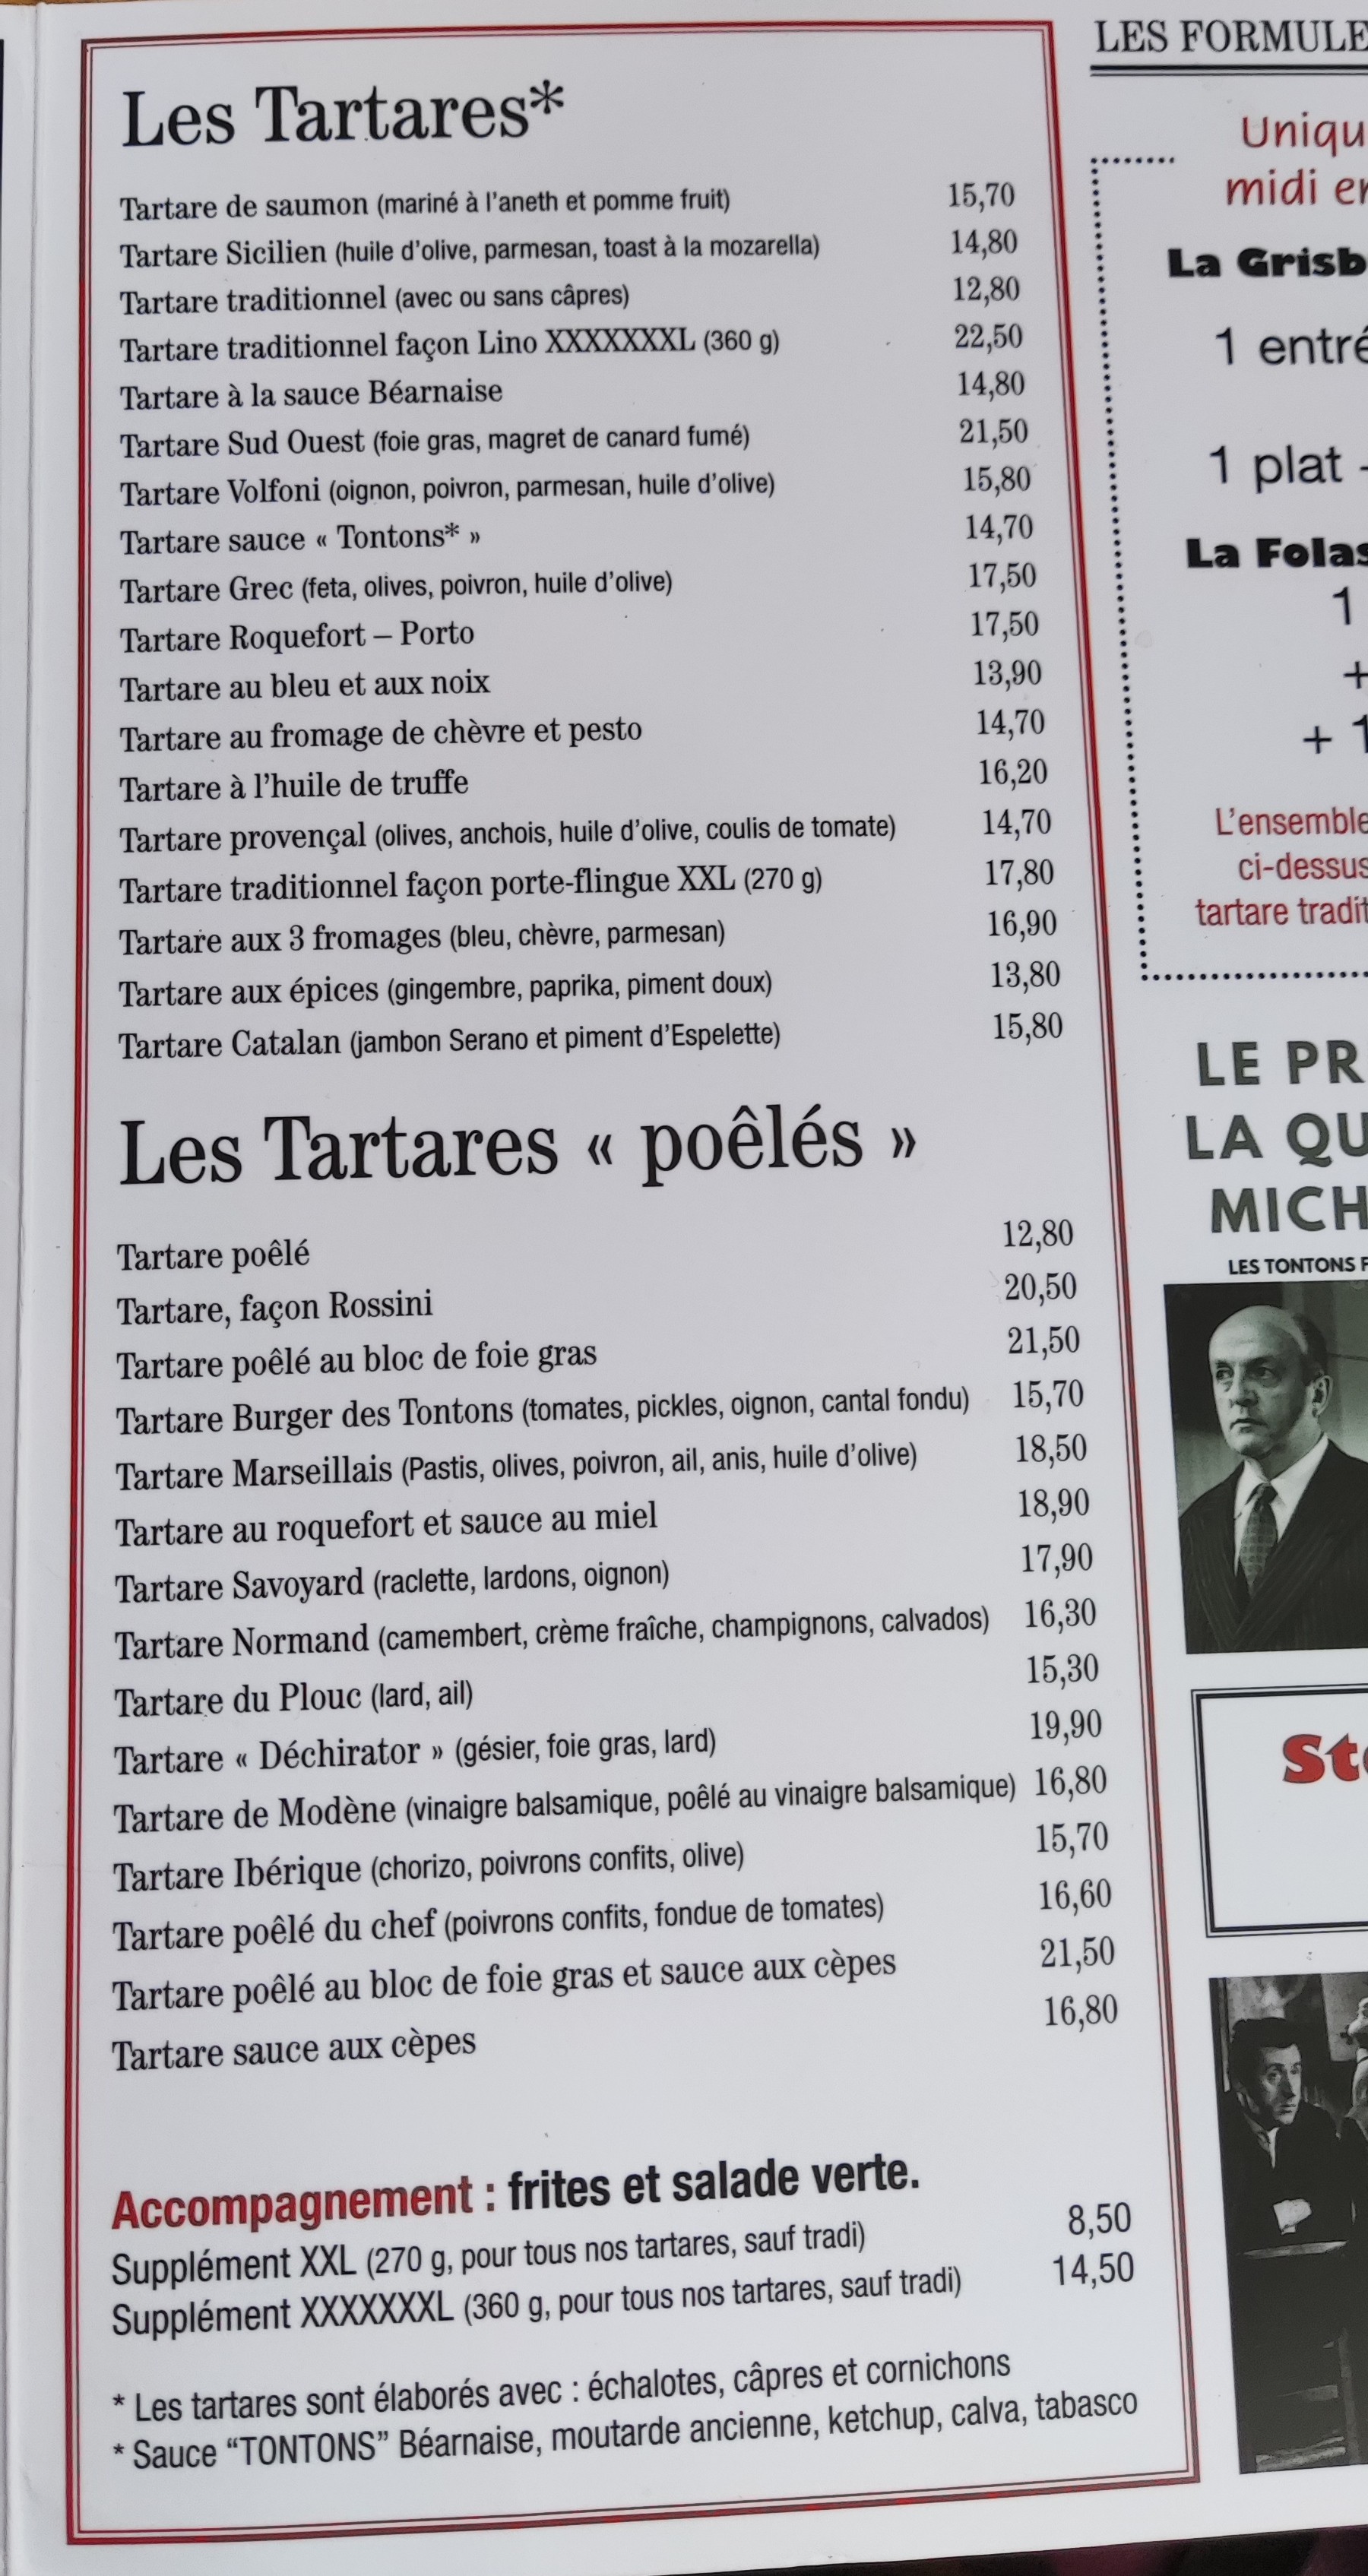 Les Tartares*
Tartare de saumon (mariné à l'aneth et pomme fruit) 15,70
Tartare Sicilien (huile d'olive, parmesan, toast à la mozarella) 14,80
Tartare traditionnel (avec ou sans câpres) 12,80
Tartare traditionnel façon Lino XXXXXXXL (360 g) 22,50
Tartare à la sauce Béarnaise 14,80
Tartare Sud Ouest (foie gras, magret de canard fumé) 21,50
Tartare Volfoni (oignon, poivron, parmesan, huile d'olive) 15,80
Tartare sauce « Tontons* » 14,70
Tartare Grec (feta, olives, poivron, huile d'olive) 17,50
Tartare Roquefort – Porto 17,50
Tartare au bleu et aux noix 13,90
Tartare au fromage de chèvre et pesto 14,70
Tartare à l'huile de truffe 16,20
Tartare provençal (olives, anchois, huile d'olive, coulis de tomate) 14,70
Tartare traditionnel façon porte-flingue XXL (270 g) 17,80
Tartare aux 3 fromages (bleu, chèvre, parmesan) 16,90
Tartare aux épices (gingembre, paprika, piment doux) 13,80
Tartare Catalan (jambon Serano et piment d'Espelette) 15,80
Les Tartares « poêlés »
Tartare poêlé 12,80
Tartare, façon Rossini 20,50
Tartare poêlé au bloc de foie gras 21,50
Tartare Burger des Tontons (tomates, pickles, oignon, cantal fondu) 15,70
Tartare Marseillais (Pastis, olives, poivron, ail, anis, huile d'olive) 18,50
Tartare au roquefort et sauce au miel 18,90
Tartare Savoyard (raclette, lardons, oignon) 17,90
Tartare Normand (camembert, crème fraîche, champignons, calvados) 16,30
Tartare du Plouc (lard, ail) 15,30
Tartare « Déchirator » (gésier, foie gras, lard) 19,90
Tartare de Modène (vinaigre balsamique, poêlé au vinaigre balsamique) 16,80
Tartare Ibérique (chorizo, poivrons confits, olive) 15,70
Tartare poêlé du chef (poivrons confits, fondue de tomates) 16,60
Tartare poêlé au bloc de foie gras et sauce aux cèpes 21,50
Tartare sauce aux cèpes 16,80
Accompagnement : frites et salade verte.
Supplément XXL (270 g, pour tous nos tartares, sauf tradi) 8,50
Supplément XXXXXXXL (360 g, pour tous nos tartares, sauf tradi) 14,50
* Les tartares sont élaborés avec : échalotes, câpres et cornichons
* Sauce "TONTONS" Béarnaise, moutarde ancienne, ketchup, calva, tabasco
LES FORMULE
Uniqu
midi en
La Grisb
1 entré
1 plat
La Folas
1
+
+ 1
L'ensemble
ci-dessus
tartare tradit
LE PR
LA QU
MICH
LES TONTONS F